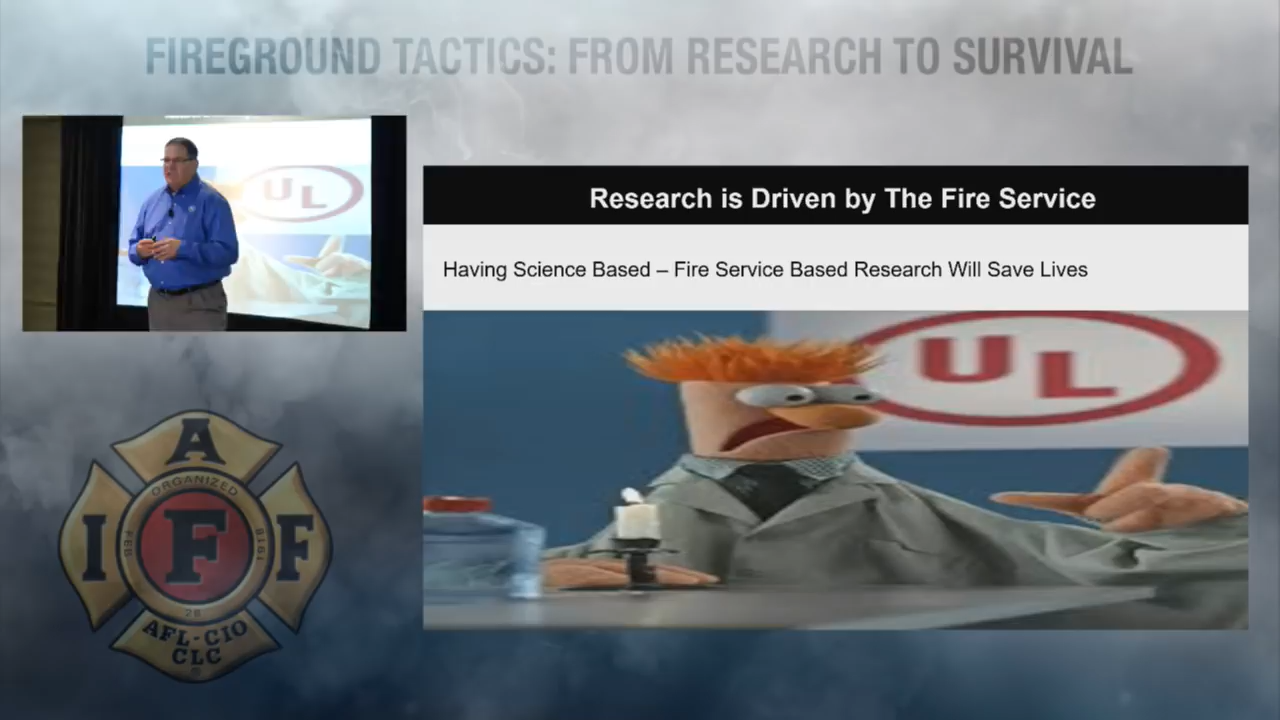 FIREGROUND TACTICS: FROM RESEARCH TO SURVIVAL
UL
Research is Driven by The Fire Service
Having Science Based – Fire Service Based Research Will Save Lives
UL
A
ORGANIZED
I F F
FEB
1918
28
AFL-CIO
CLC